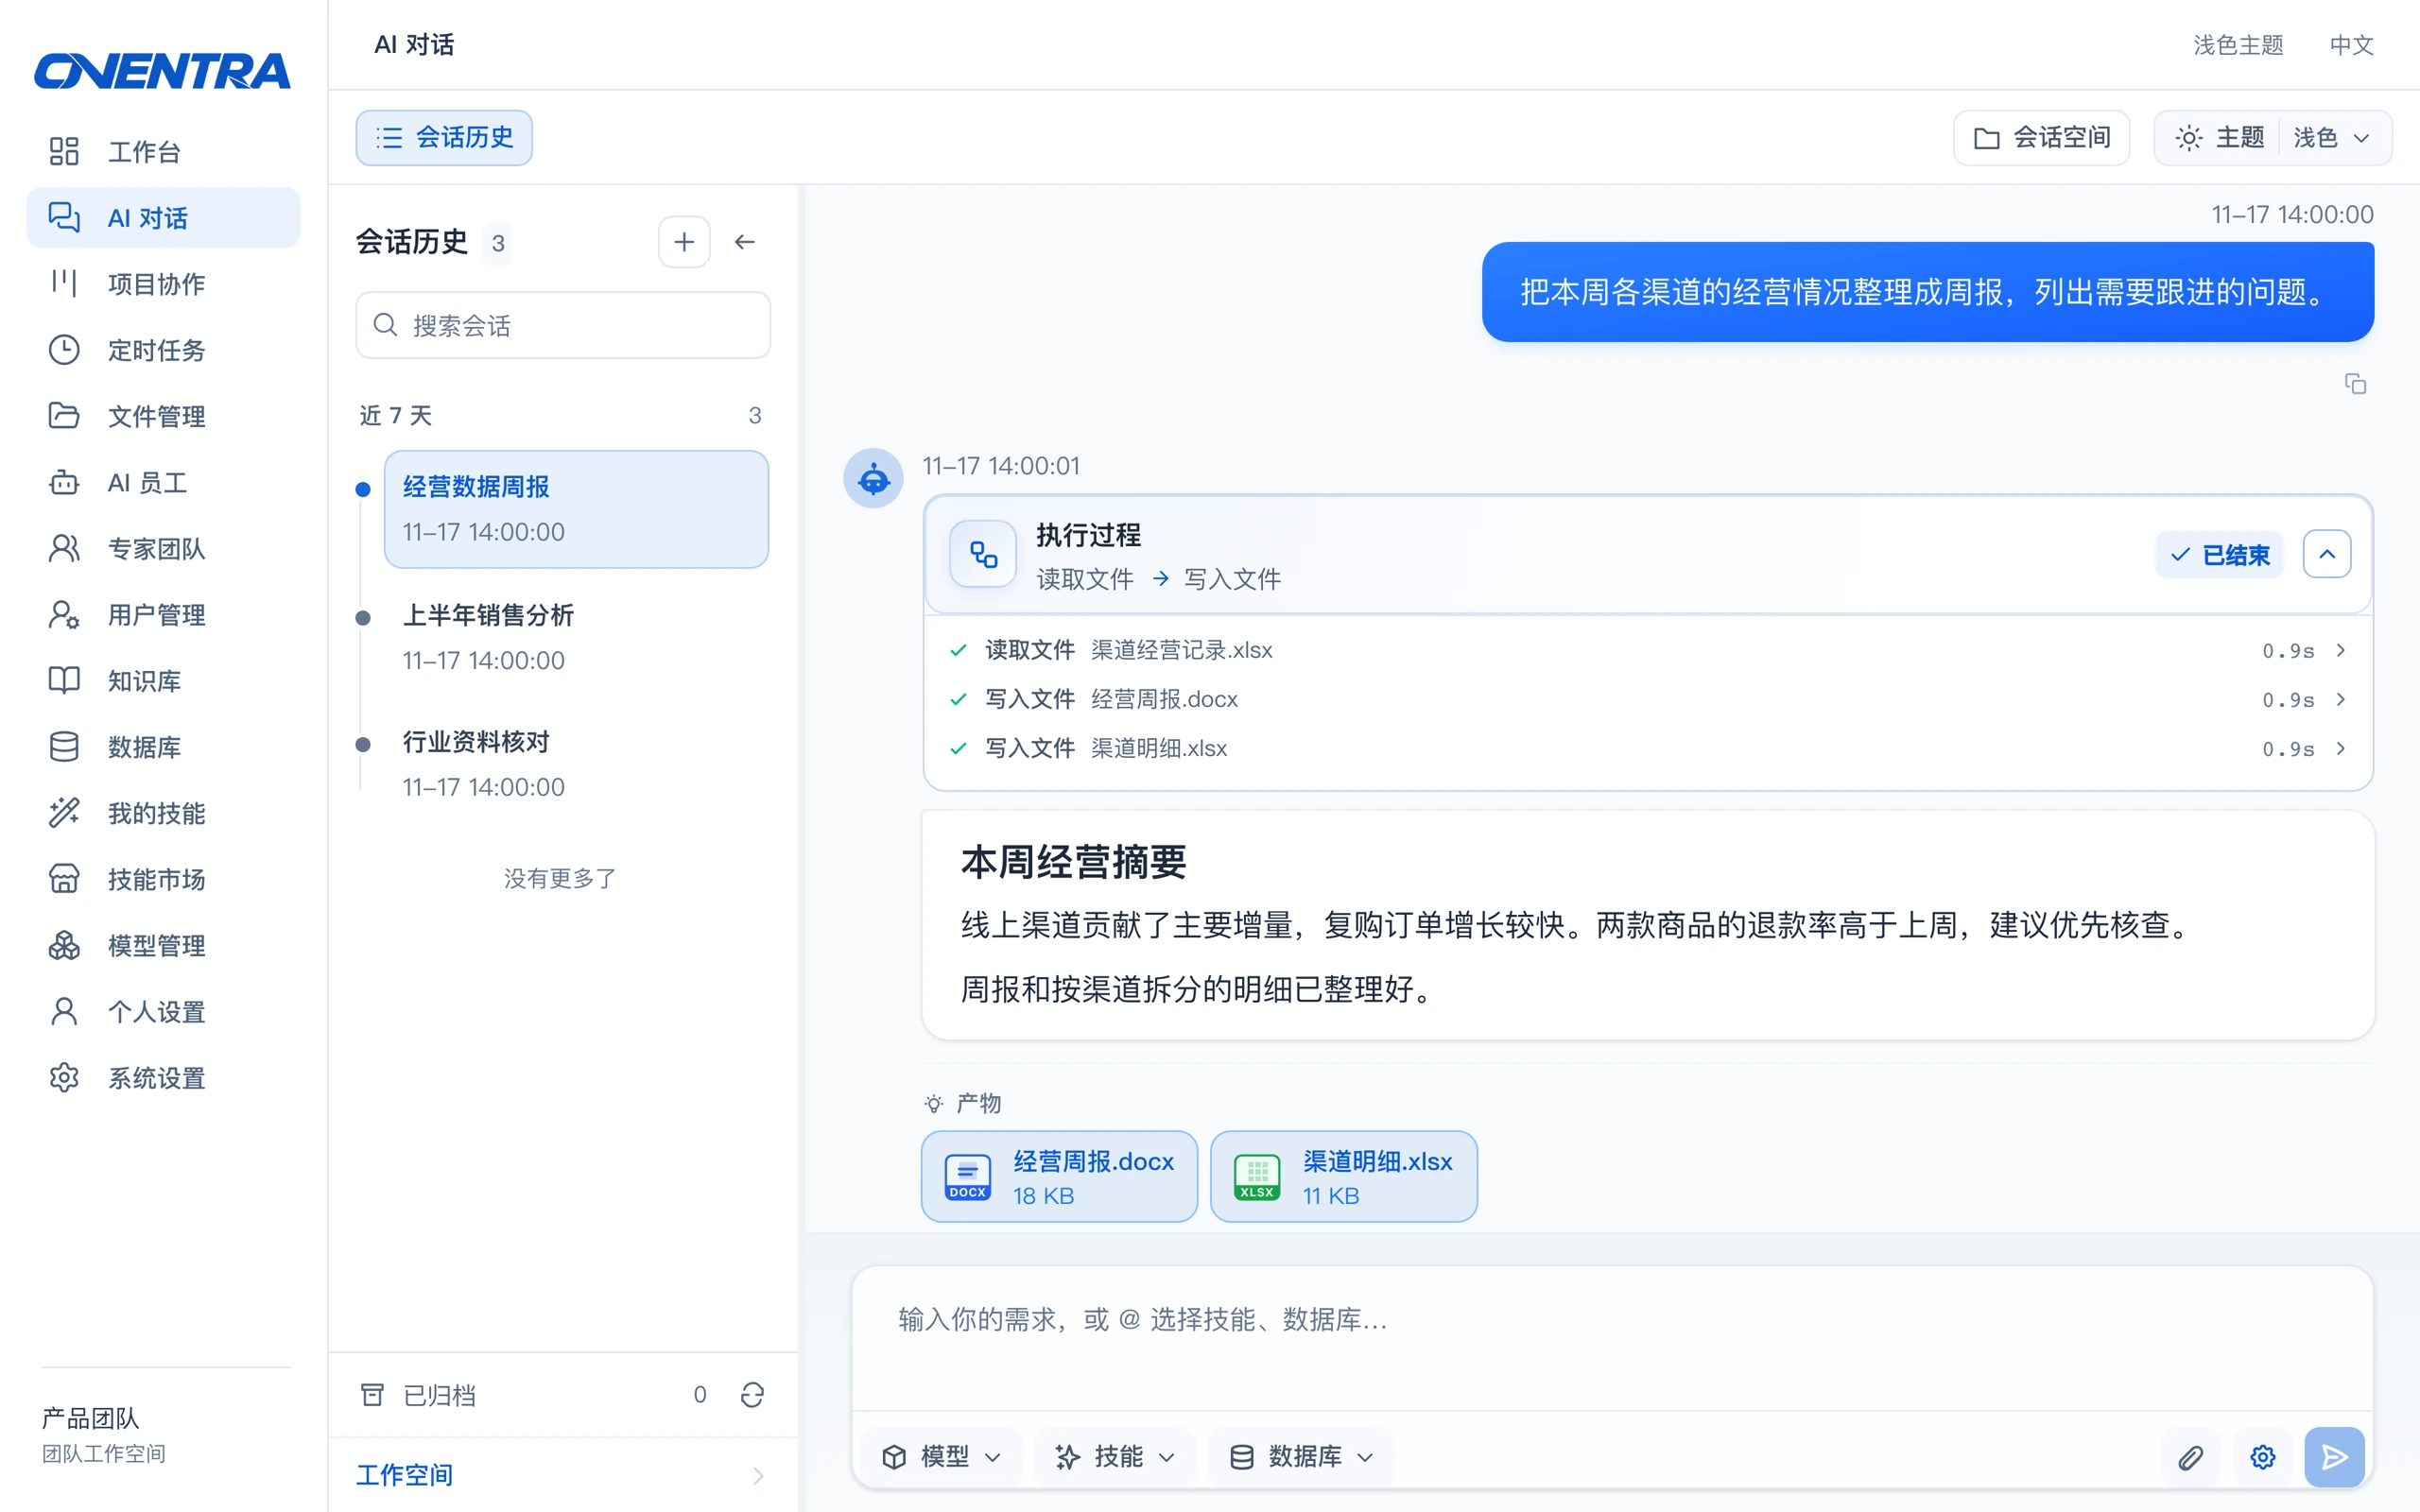 ONENTRA
工作台
AI 对话
项目协作
定时任务
文件管理
AI 员工
专家团队
用户管理
知识库
数据库
我的技能
技能市场
模型管理
个人设置
系统设置
产品团队
团队工作空间
AI 对话
浅色主题 中文
会话历史
会话空间 主题 浅色
会话历史 3
搜索会话
近 7 天 3
经营数据周报
11–17 14:00:00
上半年销售分析
11–17 14:00:00
行业资料核对
11–17 14:00:00
没有更多了
已归档 0
工作空间
11–17 14:00:00
把本周各渠道的经营情况整理成周报，列出需要跟进的问题。
11–17 14:00:01
执行过程
读取文件 → 写入文件
已结束
读取文件 渠道经营记录.xlsx 0.9s
写入文件 经营周报.docx 0.9s
写入文件 渠道明细.xlsx 0.9s
本周经营摘要
线上渠道贡献了主要增量，复购订单增长较快。两款商品的退款率高于上周，建议优先核查。
周报和按渠道拆分的明细已整理好。
产物
DOCX 经营周报.docx
18 KB
XLSX 渠道明细.xlsx
11 KB
输入你的需求，或 @ 选择技能、数据库...
模型 技能 数据库